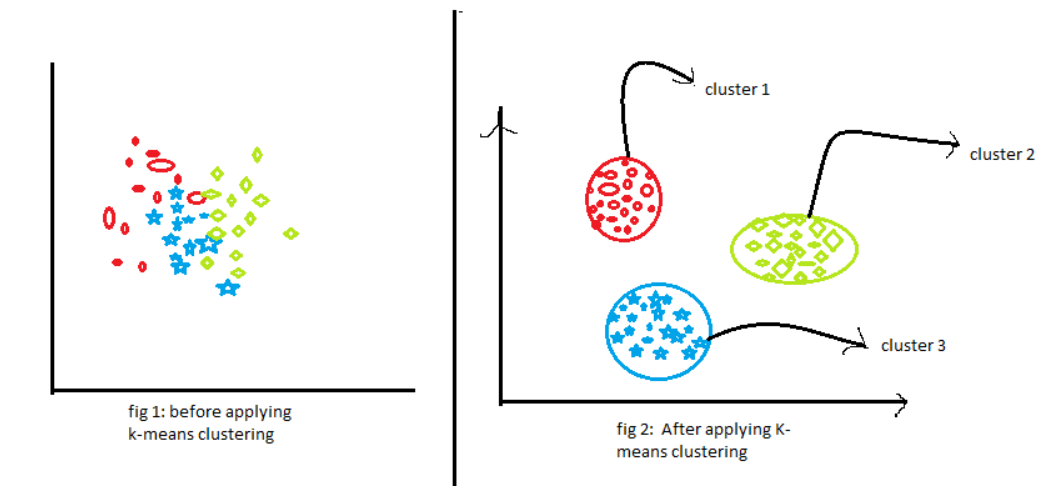 fig 1: before applying
k-means clustering
cluster 1
cluster 2
cluster 3
fig 2:  After applying K-
means clustering